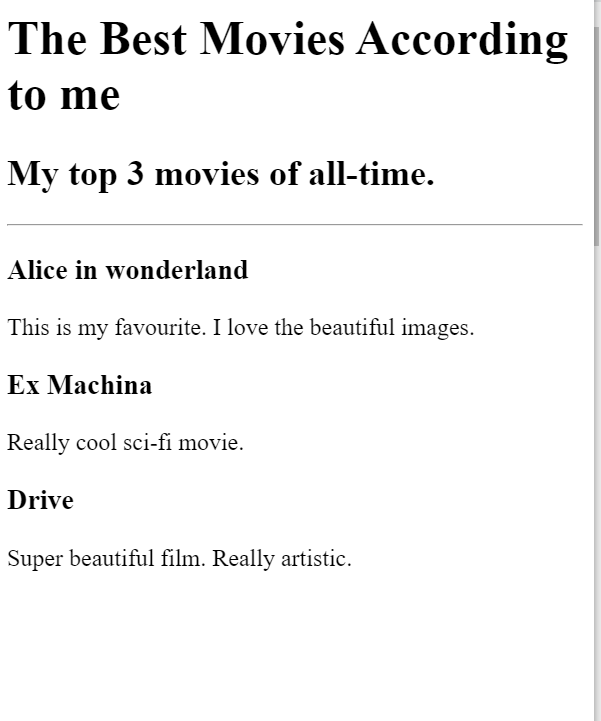 The Best Movies According
to me
My top 3 movies of all-time.
Alice in wonderland
This is my favourite. I love the beautiful images.
Ex Machina
Really cool sci-fi movie.
Drive
Super beautiful film. Really artistic.